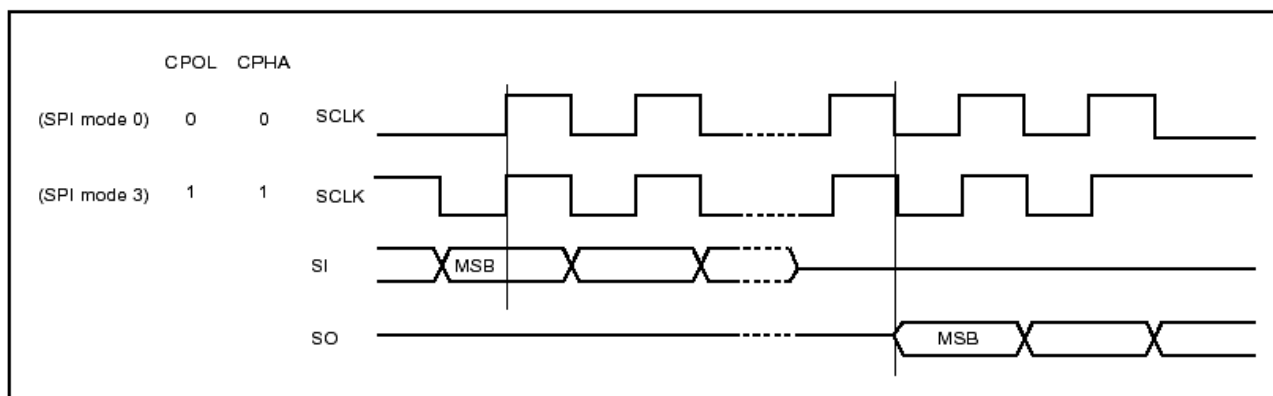 CPOL CPHA
(SPI mode 0) 0 0 SCLK
(SPI mode 3) 1 1 SCLK
SI MSB
SO MSB